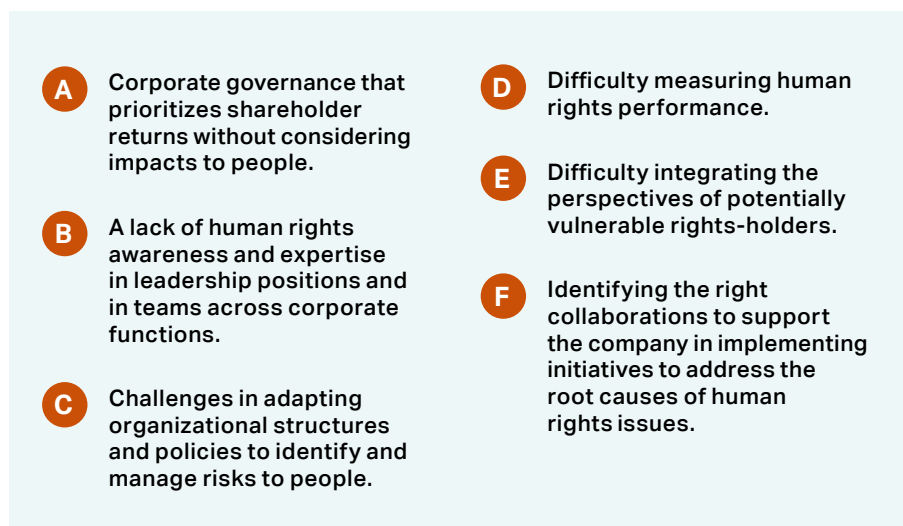 A
Corporate governance that
prioritizes shareholder
returns without considering
impacts to people.
B
A lack of human rights
awareness and expertise
in leadership positions and
in teams across corporate
functions.
C
Challenges in adapting
organizational structures
and policies to identify and
manage risks to people.
D
Difficulty measuring human
rights performance.
E
Difficulty integrating the
perspectives of potentially
vulnerable rights-holders.
F
Identifying the right
collaborations to support
the company in implementing
initiatives to address the
root causes of human
rights issues.